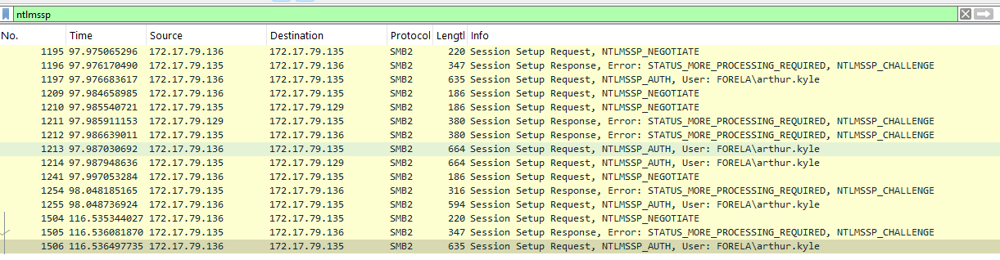 ntlmssp
No. Time Source Destination Protocol Lengtl Info
1195 97.975065296 172.17.79.136 172.17.79.135 SMB2 220 Session Setup Request, NTLMSSP_NEGOTIATE
1196 97.976170490 172.17.79.135 172.17.79.136 SMB2 347 Session Setup Response, Error: STATUS_MORE_PROCESSING_REQUIRED, NTLMSSP_CHALLENGE
1197 97.976683617 172.17.79.136 172.17.79.135 SMB2 635 Session Setup Request, NTLMSSP_AUTH, User: FORELA\arthur.kyle
1209 97.984658985 172.17.79.136 172.17.79.135 SMB2 186 Session Setup Request, NTLMSSP_NEGOTIATE
1210 97.985540721 172.17.79.135 172.17.79.129 SMB2 186 Session Setup Request, NTLMSSP_NEGOTIATE
1211 97.985911153 172.17.79.129 172.17.79.135 SMB2 380 Session Setup Response, Error: STATUS_MORE_PROCESSING_REQUIRED, NTLMSSP_CHALLENGE
1212 97.986639011 172.17.79.135 172.17.79.136 SMB2 380 Session Setup Response, Error: STATUS_MORE_PROCESSING_REQUIRED, NTLMSSP_CHALLENGE
1213 97.987030692 172.17.79.136 172.17.79.135 SMB2 664 Session Setup Request, NTLMSSP_AUTH, User: FORELA\arthur.kyle
1214 97.987948636 172.17.79.135 172.17.79.129 SMB2 664 Session Setup Request, NTLMSSP_AUTH, User: FORELA\arthur.kyle
1241 97.997053284 172.17.79.136 172.17.79.135 SMB2 186 Session Setup Request, NTLMSSP_NEGOTIATE
1254 98.048185165 172.17.79.135 172.17.79.136 SMB2 316 Session Setup Response, Error: STATUS_MORE_PROCESSING_REQUIRED, NTLMSSP_CHALLENGE
1255 98.048736924 172.17.79.136 172.17.79.135 SMB2 594 Session Setup Request, NTLMSSP_AUTH, User: FORELA\arthur.kyle
1504 116.535344027 172.17.79.136 172.17.79.135 SMB2 220 Session Setup Request, NTLMSSP_NEGOTIATE
1505 116.536081870 172.17.79.135 172.17.79.136 SMB2 347 Session Setup Response, Error: STATUS_MORE_PROCESSING_REQUIRED, NTLMSSP_CHALLENGE
1506 116.536497735 172.17.79.136 172.17.79.135 SMB2 635 Session Setup Request, NTLMSSP_AUTH, User: FORELA\arthur.kyle